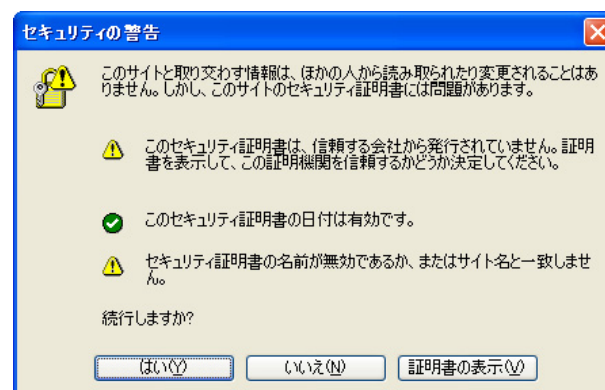 セキュリティの警告
このサイトと取り交わす情報は、ほかの人から読み取られたり変更されることはあ
りません。しかし、このサイトのセキュリティ証明書には問題があります。
このセキュリティ証明書は、信頼する会社から発行されていません。証明
書を表示して、この証明機関を信頼するかどうか決定してください。
このセキュリティ証明書の日付は有効です。
セキュリティ証明書の名前が無効であるか、またはサイト名と一致しませ
ん。
続行しますか?
はい(Y) いいえ(N) 証明書の表示(V)